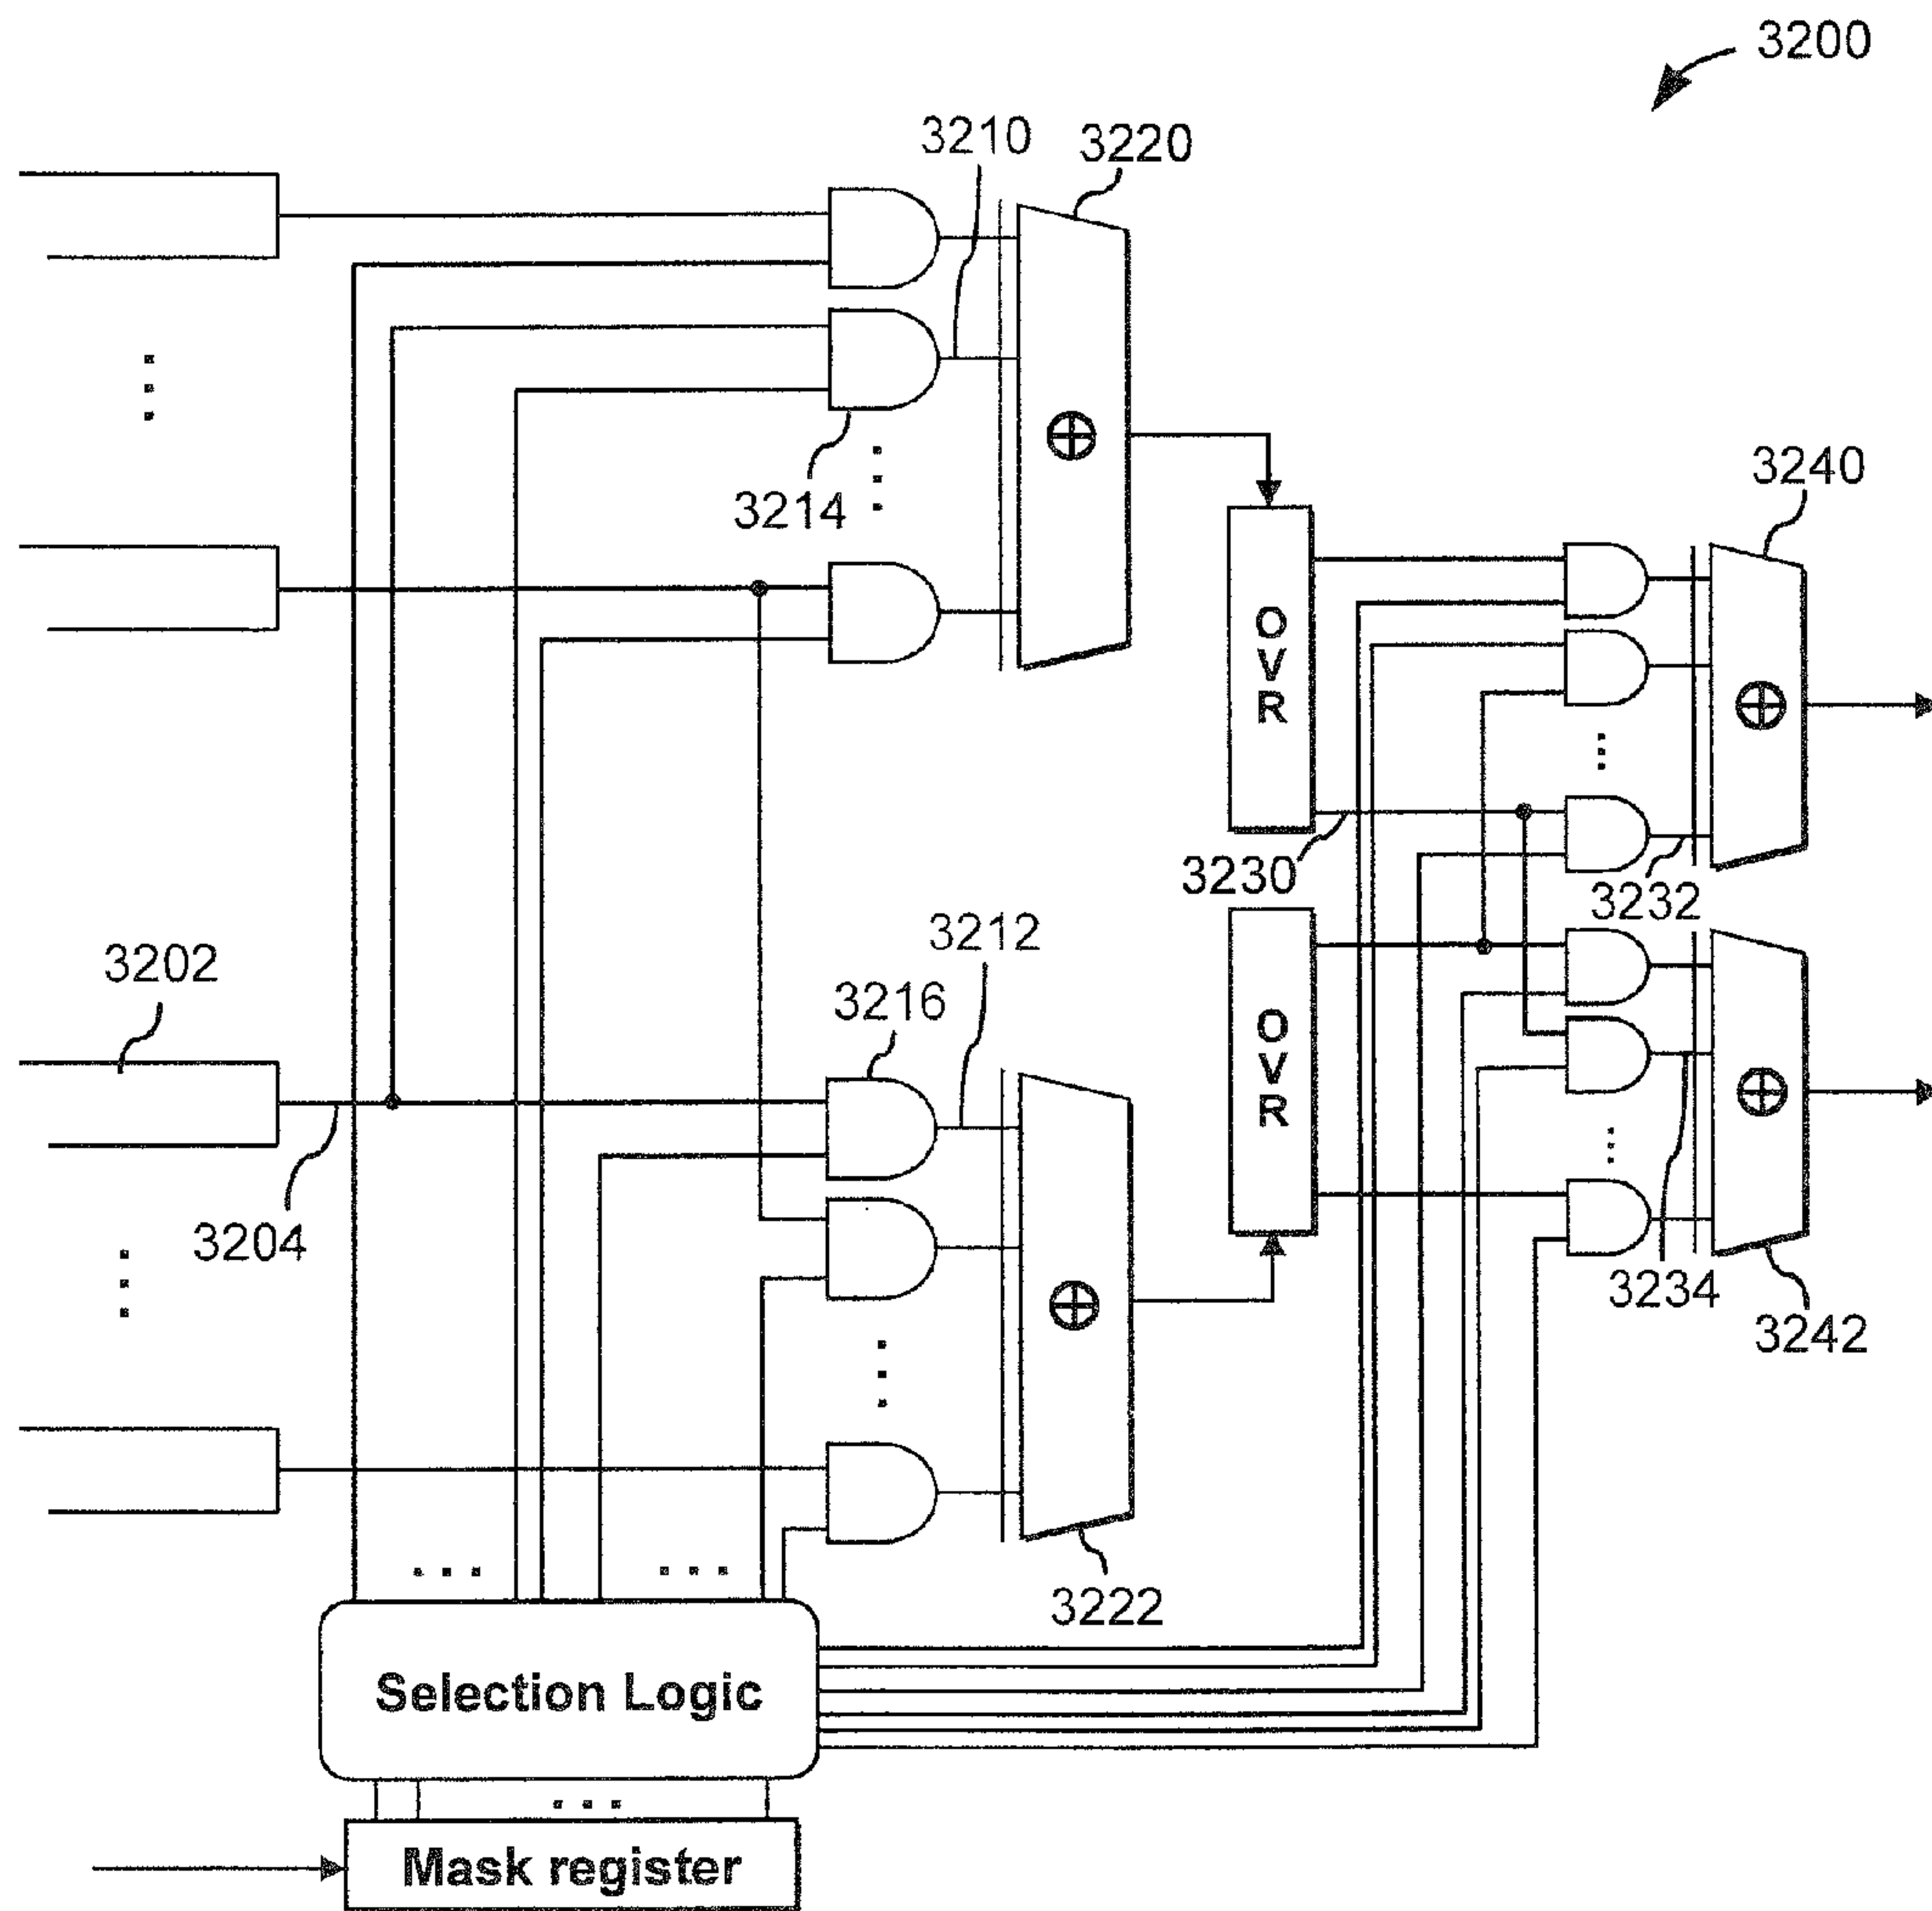 3200
3210
3220
3214
3240
O
V
R
3230
3232
3202
3212
3216
O
V
R
3204
3234
3242
3222
Selection Logic
Mask register